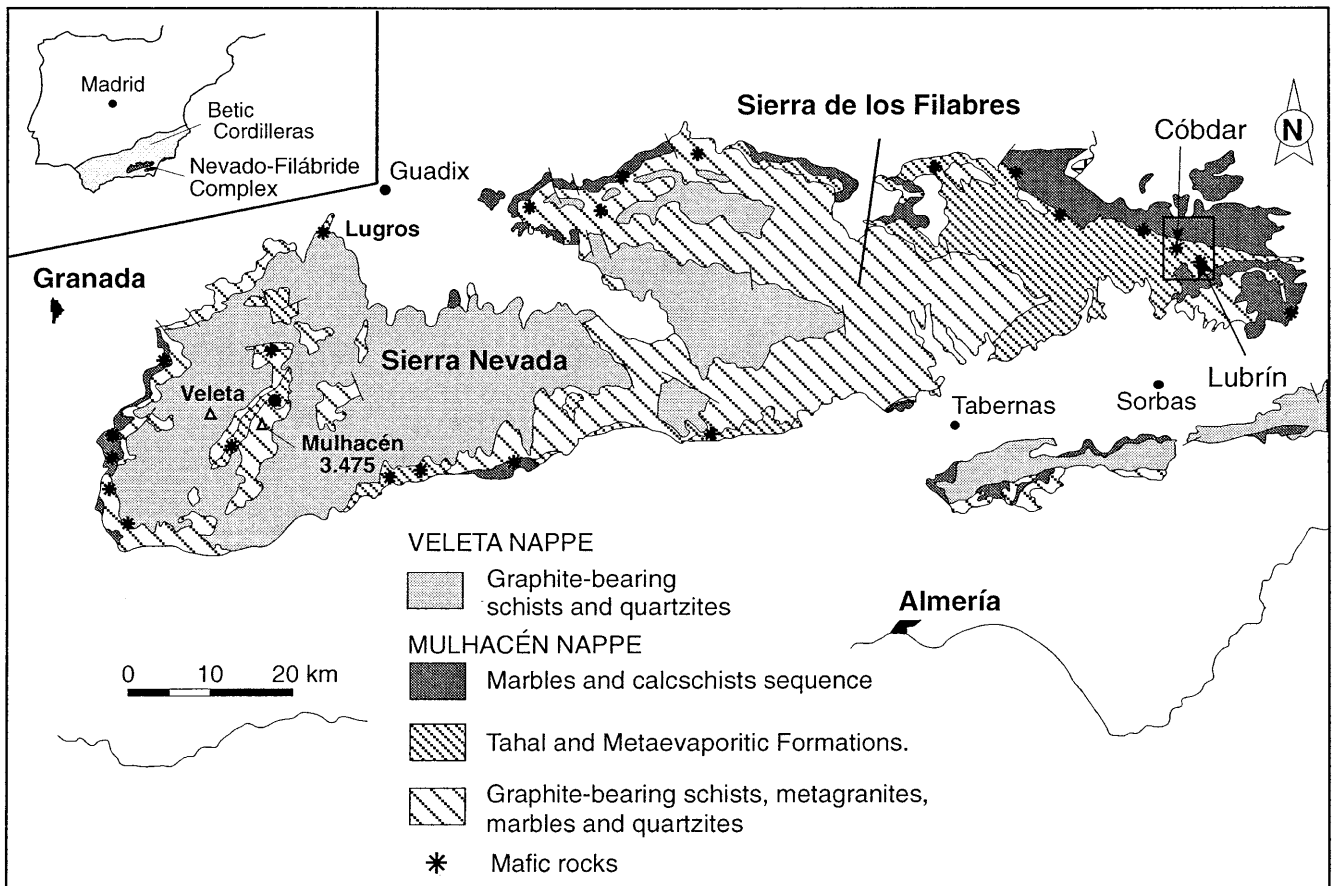 Madrid
Betic
Cordilleras
Nevado-Filábride
Complex
Guadix
Sierra de los Filabres
Cóbdar
N
Lugros
Granada
Sierra Nevada
Veleta
Mulhacén
3.475
Lubrín
Tabernas
Sorbas
Almería
VELETA NAPPE
Graphite-bearing
schists and quartzites
MULHACÉN NAPPE
Marbles and calcschists sequence
Tahal and Metaevaporitic Formations.
Graphite-bearing schists, metagranites,
marbles and quartzites
Mafic rocks
0 10 20 km